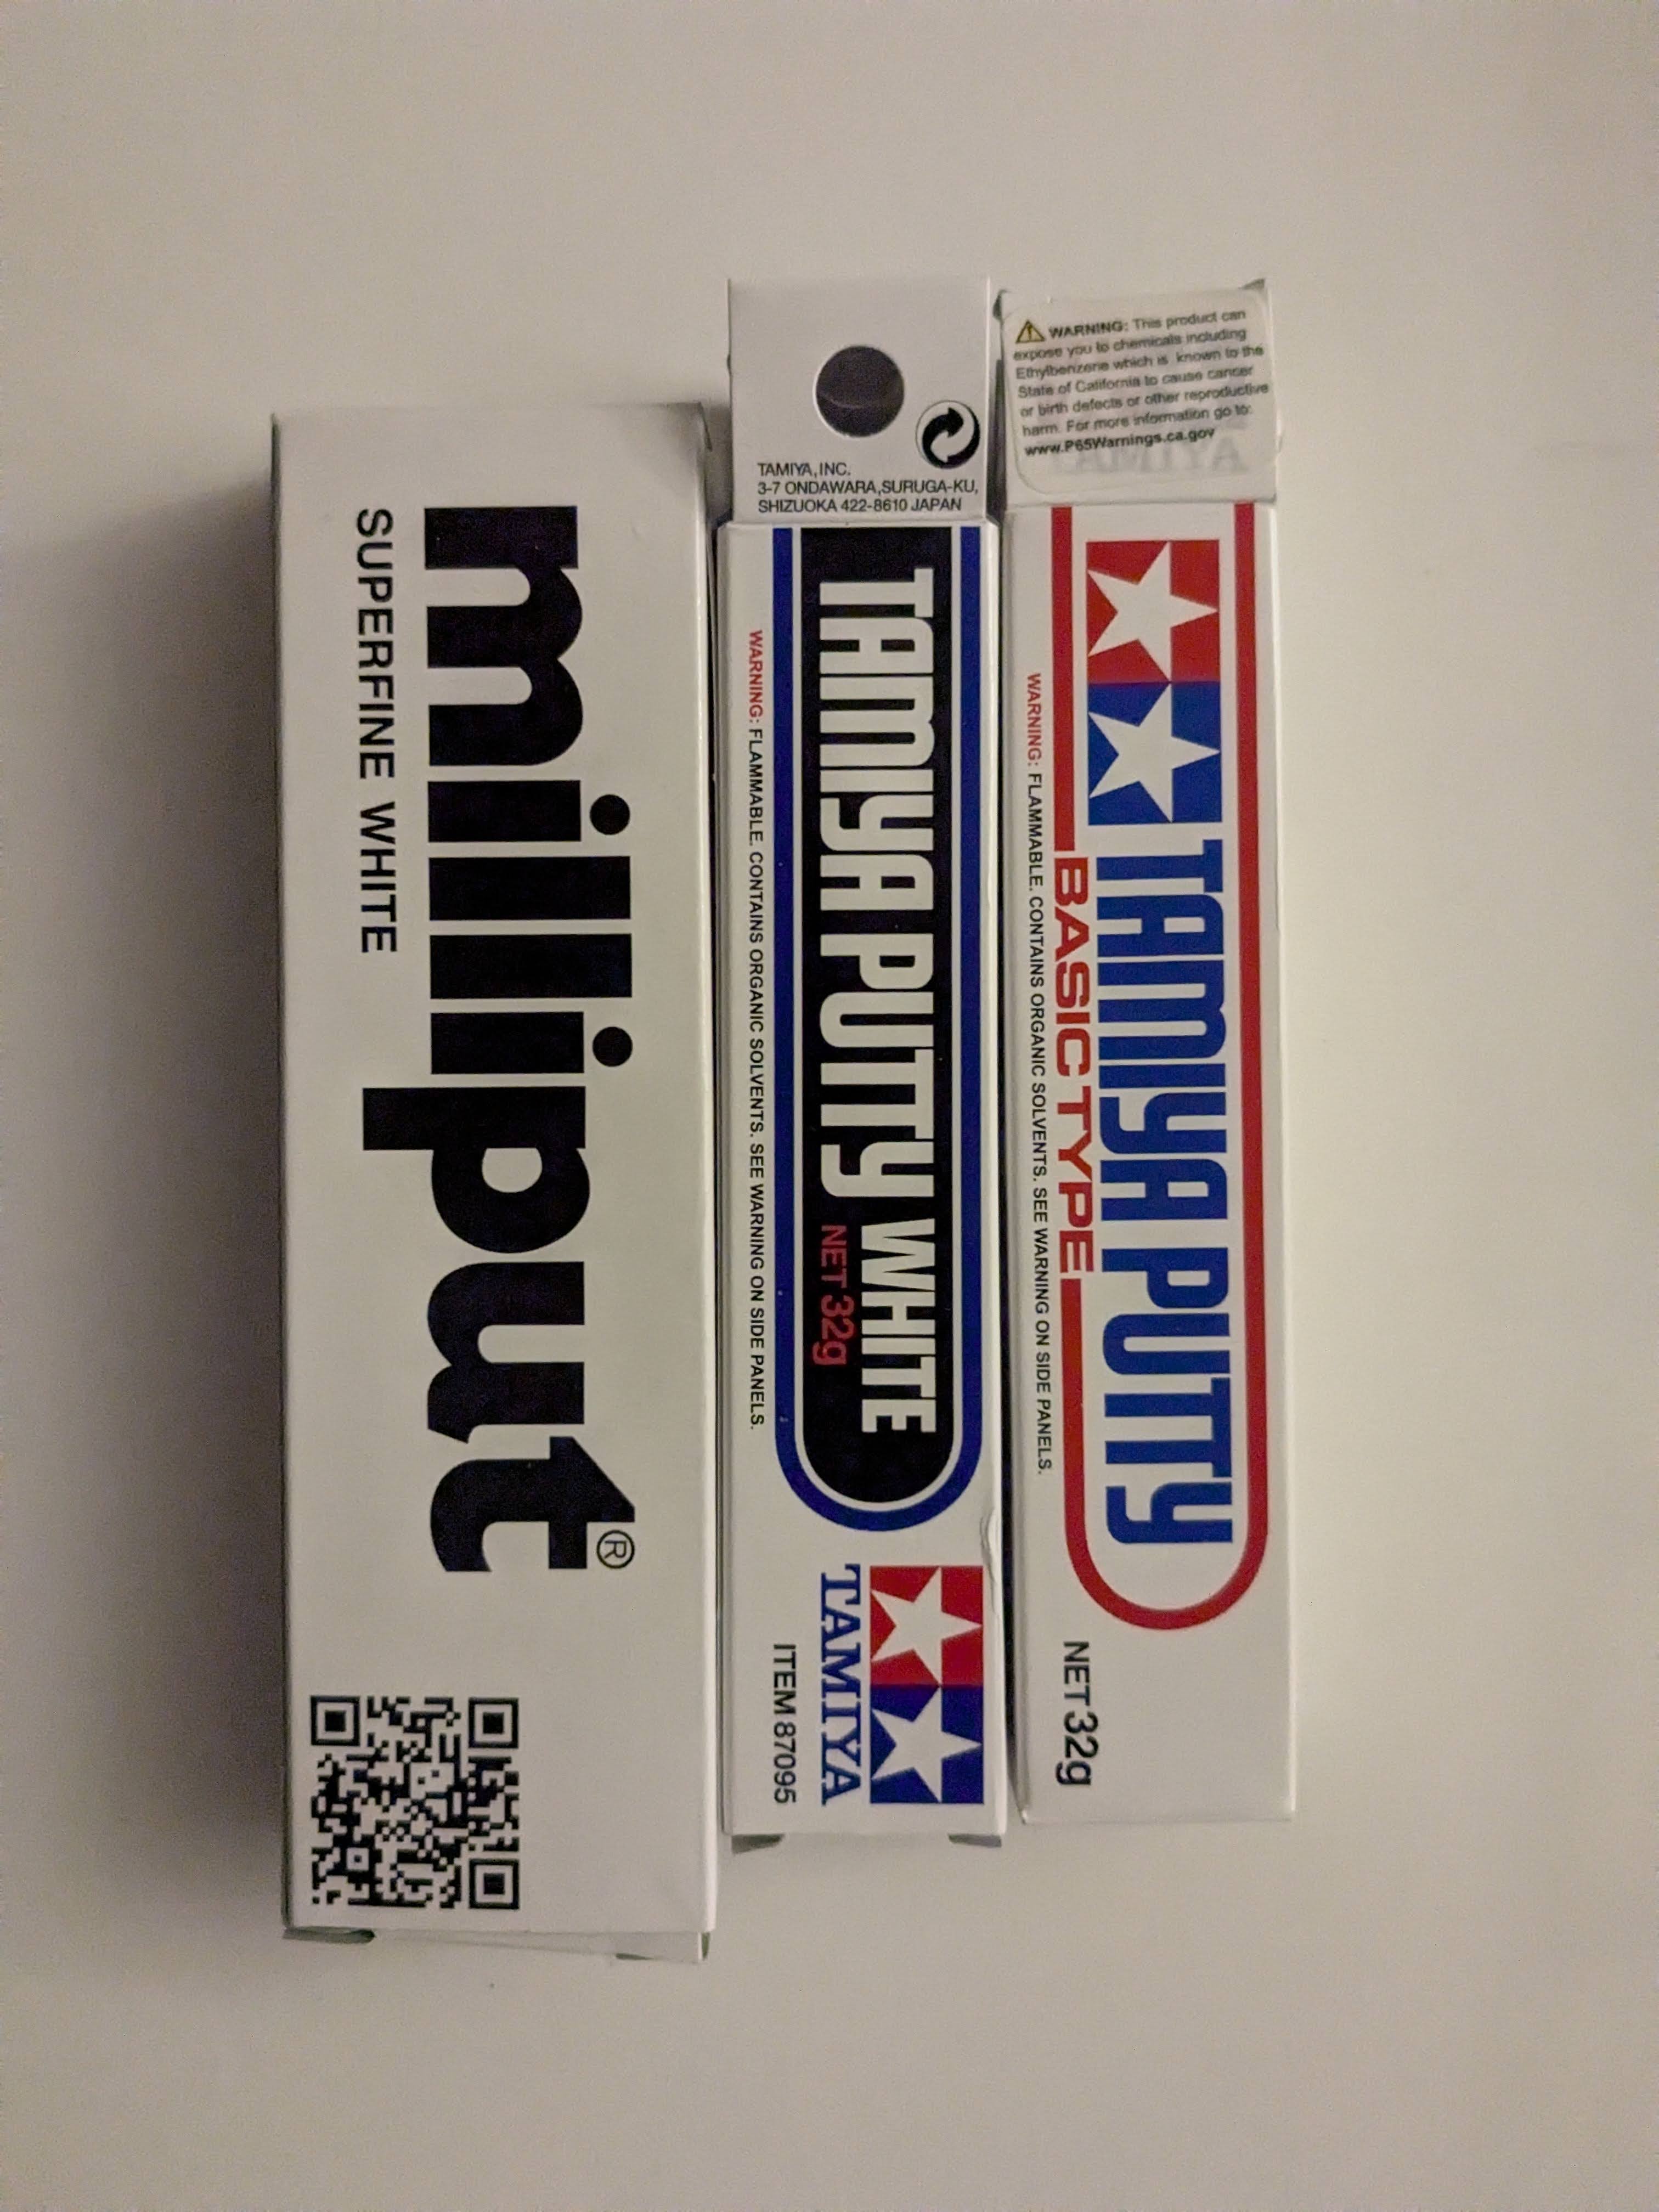 milliput®
SUPERFINE WHITE
TAMIYA, INC.
3-7 ONDAWARA,SURUGA-KU,
SHIZUOKA 422-8610 JAPAN
TAMIYA PUTTY WHITE
NET 32g
WARNING: FLAMMABLE. CONTAINS ORGANIC SOLVENTS. SEE WARNING ON SIDE PANELS.
TAMIYA
ITEM 87095
WARNING: This product can
expose you to chemicals including
Ethylbenzene which is known to the
State of California to cause cancer
or birth defects or other reproductive
harm. For more information go to:
www.P65Warnings.ca.gov
TAMIYA
TAMIYA PUTTY
BASIC TYPE
WARNING: FLAMMABLE. CONTAINS ORGANIC SOLVENTS. SEE WARNING ON SIDE PANELS.
NET 32g